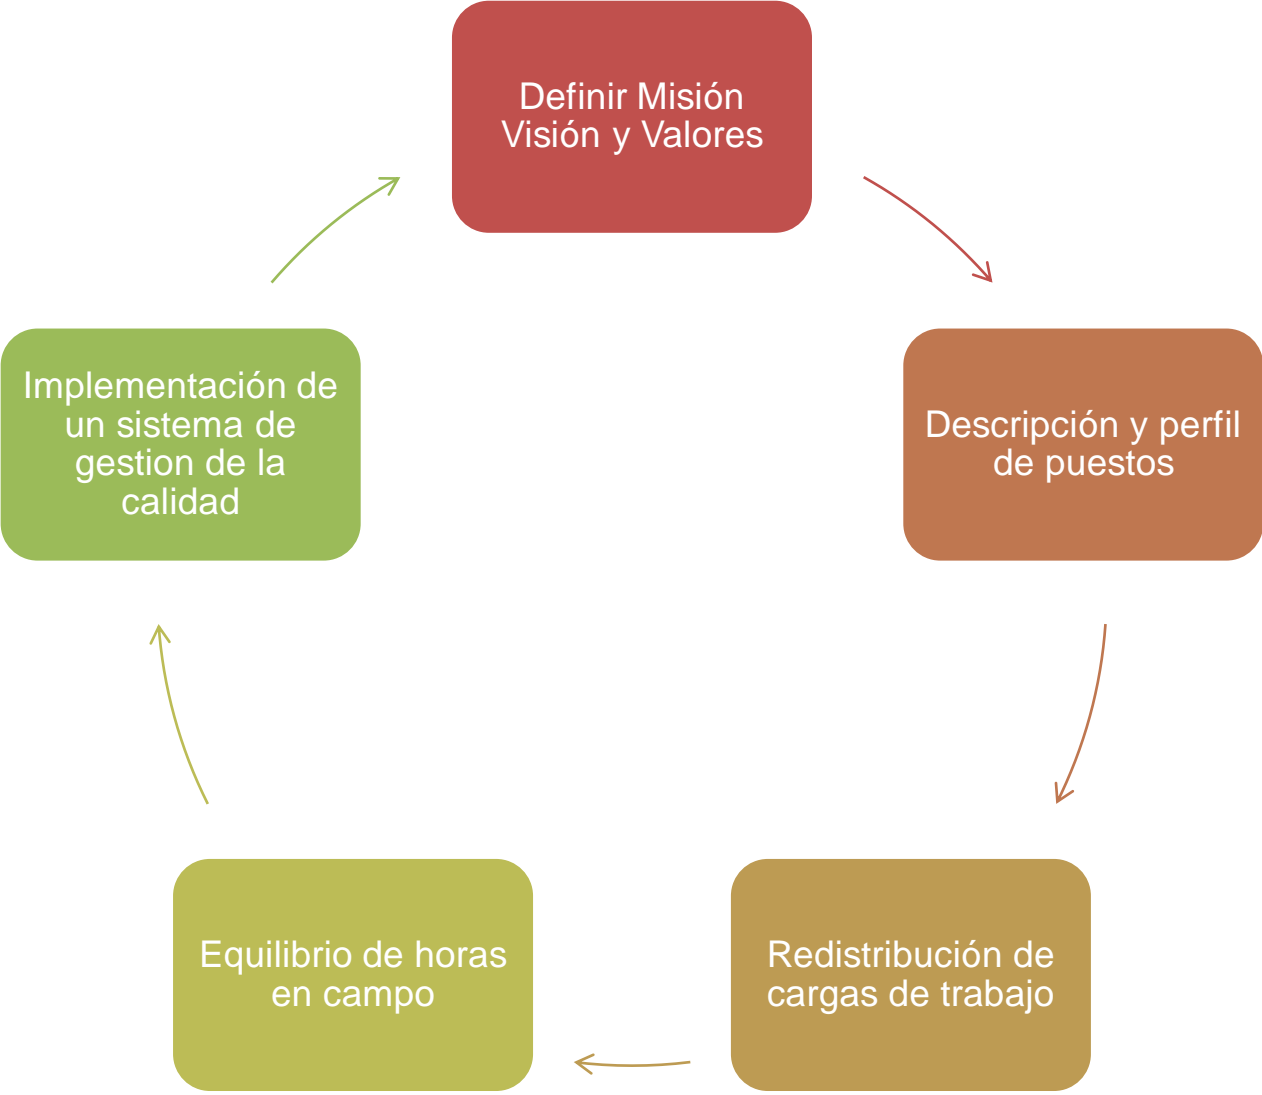 Definir Misión
Visión y Valores
Descripción y perfil
de puestos
Redistribución de
cargas de trabajo
Equilibrio de horas
en campo
Implementación de
un sistema de
gestion de la
calidad